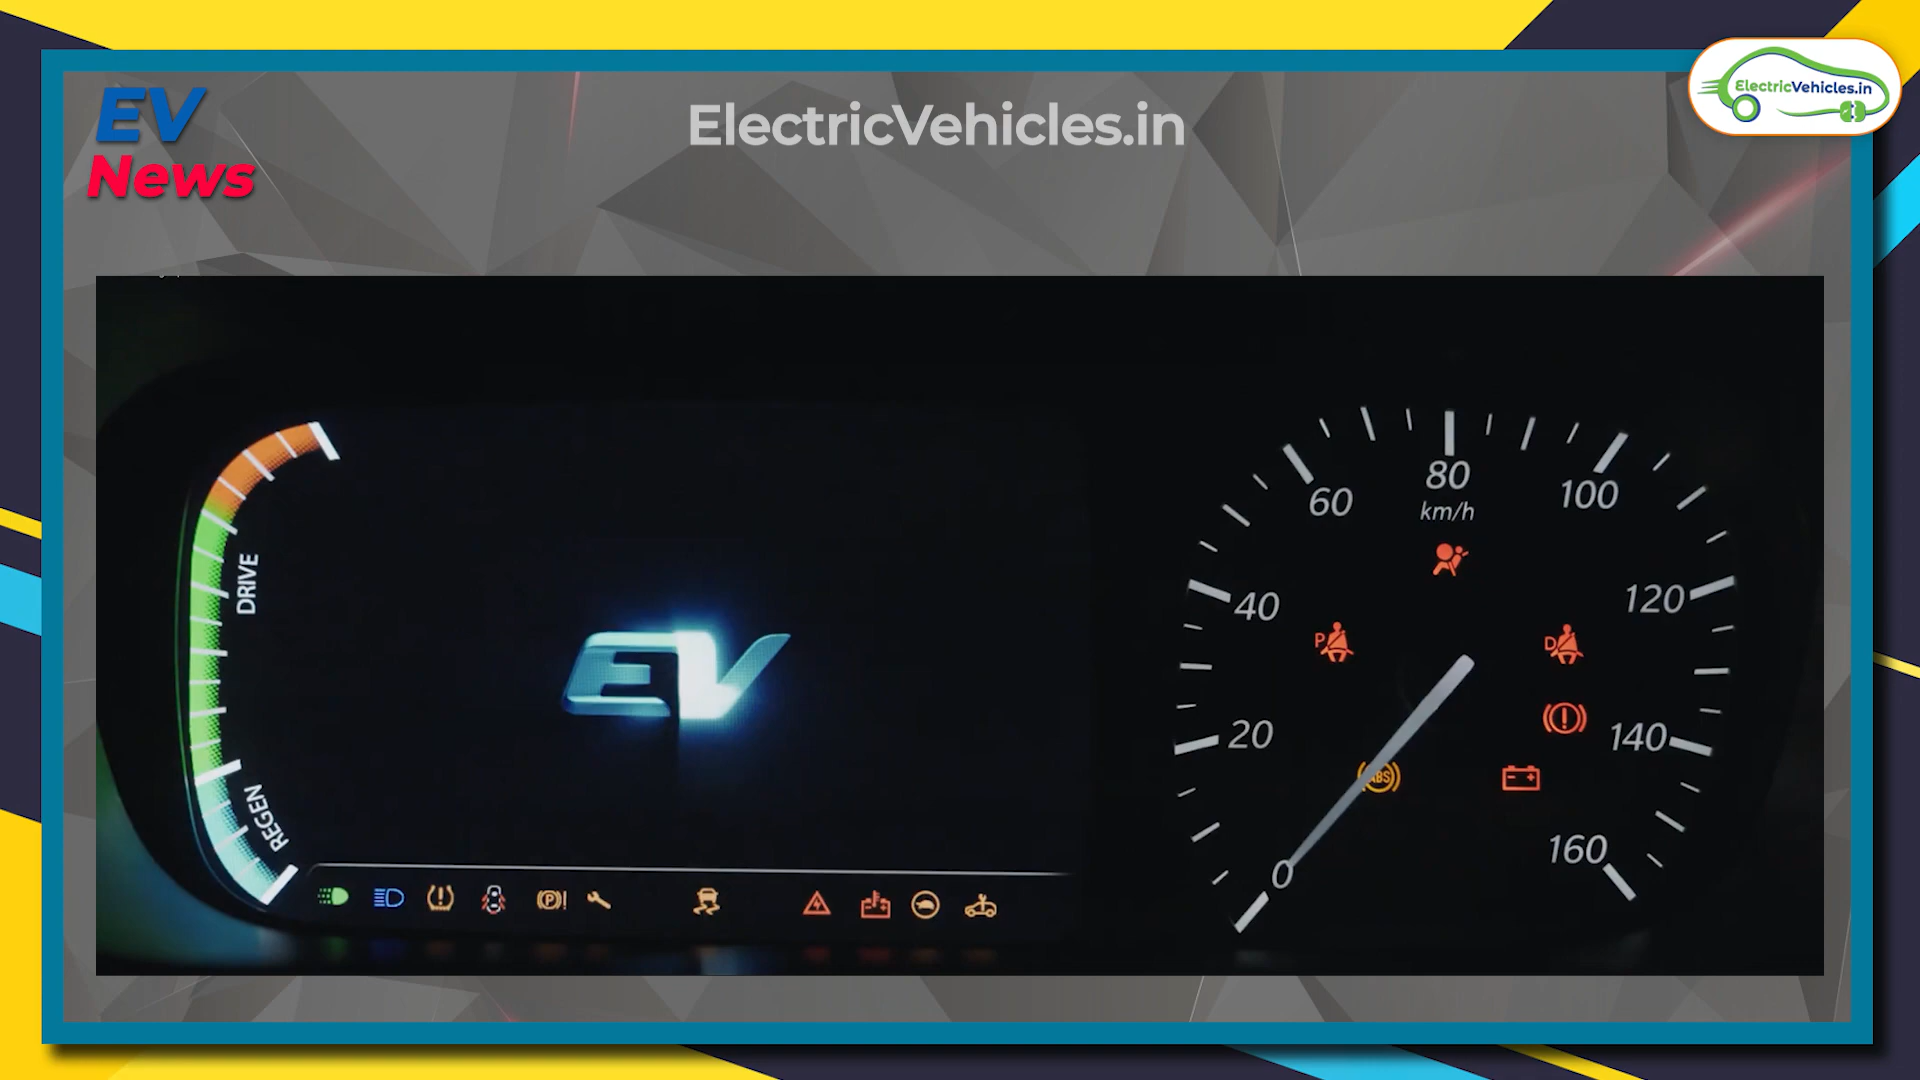 EV
News
ElectricVehicles.in
ElectricVehicles.in
DRIVE
REGEN
EV
0
20
40
60
80
km/h
100
120
140
160
P
D
ABS
P